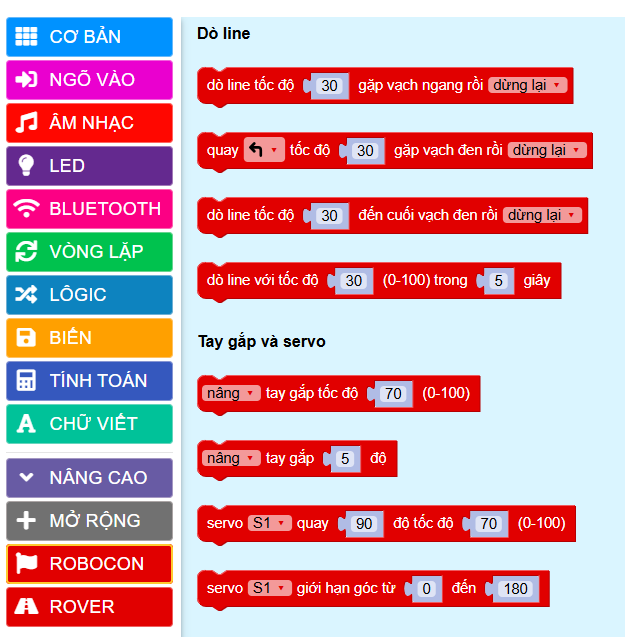 CƠ BẢN
NGÕ VÀO
ÂM NHẠC
LED
BLUETOOTH
VÒNG LẶP
LÔGIC
BIẾN
TÍNH TOÁN
CHỮ VIẾT
NÂNG CAO
MỞ RỘNG
ROBOCON
ROVER
Dò line
dò line tốc độ 30 gặp vạch ngang rồi dừng lại
quay tốc độ 30 gặp vạch đen rồi dừng lại
dò line tốc độ 30 đến cuối vạch đen rồi dừng lại
dò line với tốc độ 30 (0-100) trong 5 giây
Tay gắp và servo
nâng tay gắp tốc độ 70 (0-100)
nâng tay gắp 5 độ
servo S1 quay 90 độ tốc độ 70 (0-100)
servo S1 giới hạn góc từ 0 đến 180